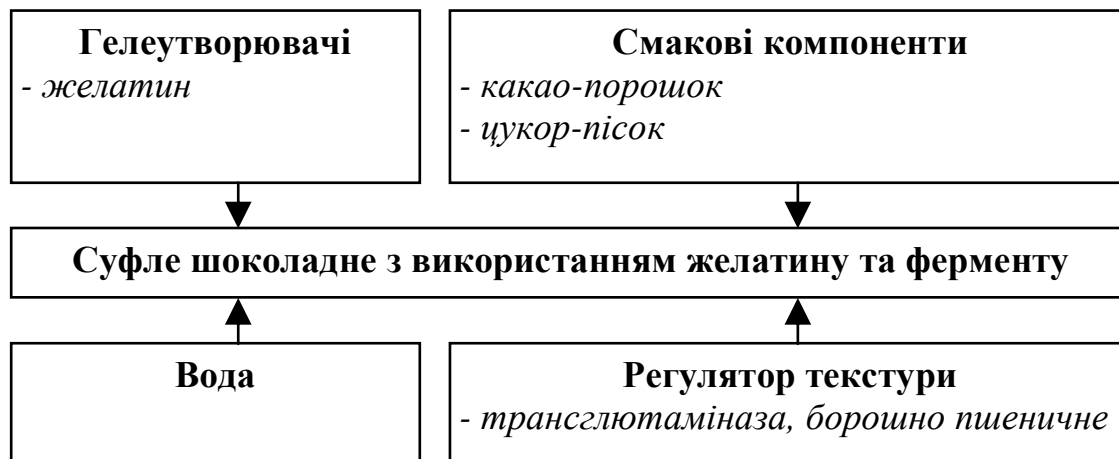 Гелеутворювачі
- желатин
Смакові компоненти
- какао-порошок
- цукор-пісок
Суфле шоколадне з використанням желатину та ферменту
Вода
Регулятор текстури
- трансглютаміназа, борошно пшеничне